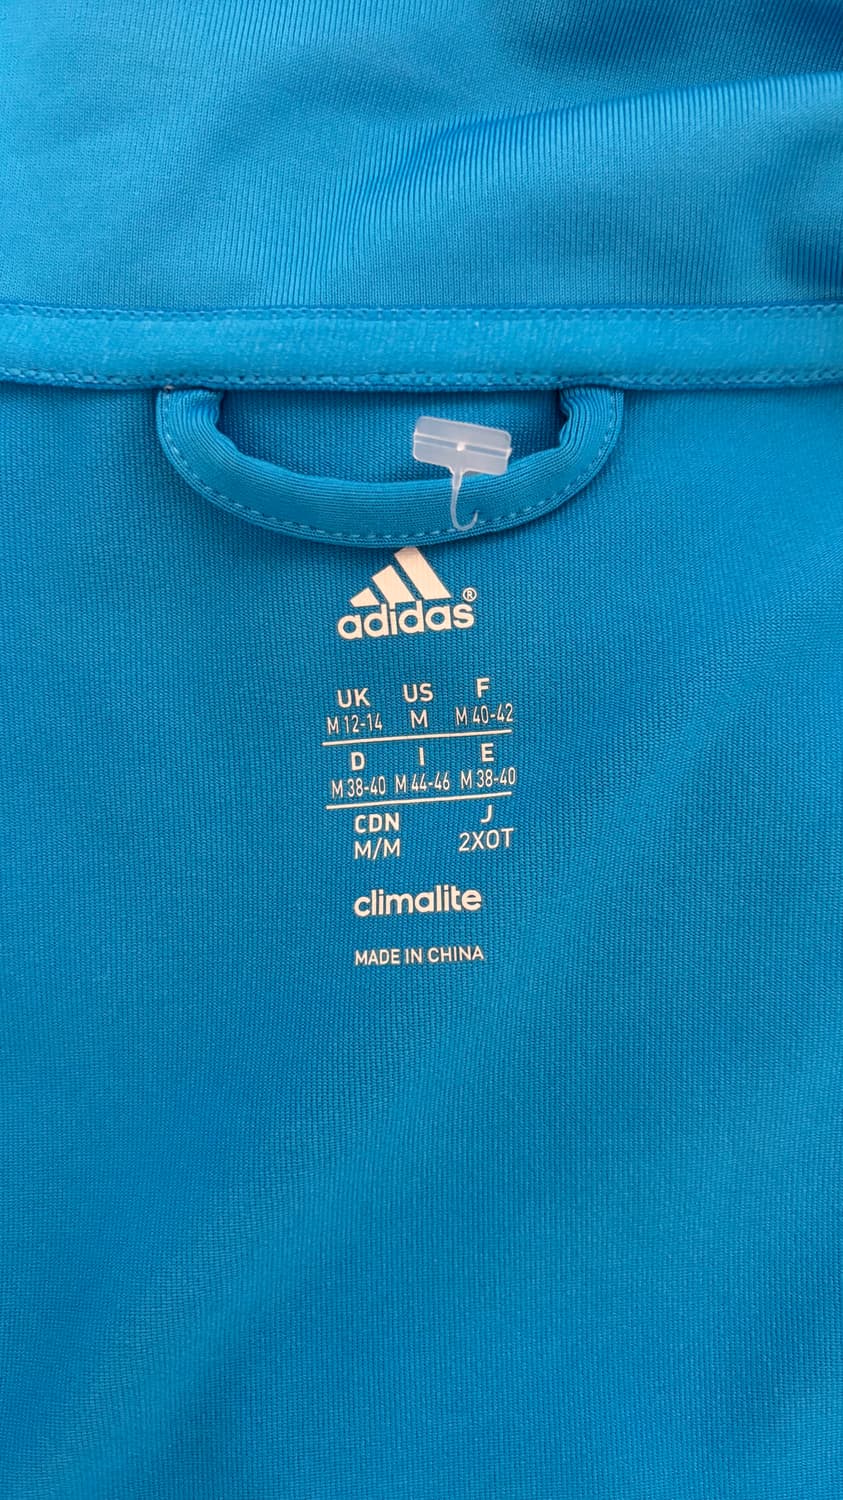 adidas®
UK US F
M 12-14 M M 40-42
D I E
M 38-40 M 44-46 M 38-40
CDN J
M/M 2XOT
climalite
MADE IN CHINA